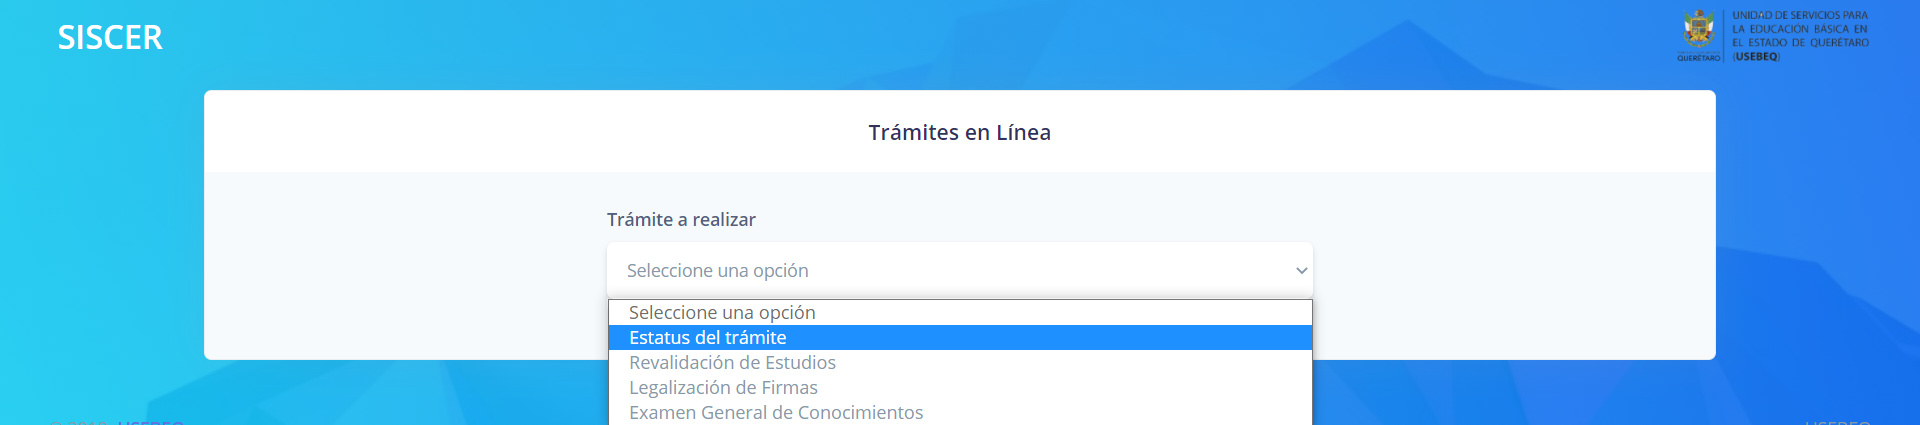 SISCER
UNIDAD DE SERVICIOS PARA
LA EDUCACIÓN BÁSICA EN
EL ESTADO DE QUERÉTARO
(USEBEQ)
QUERÉTARO
Trámites en Línea
Trámite a realizar
Seleccione una opción
Seleccione una opción
Estatus del trámite
Revalidación de Estudios
Legalización de Firmas
Examen General de Conocimientos